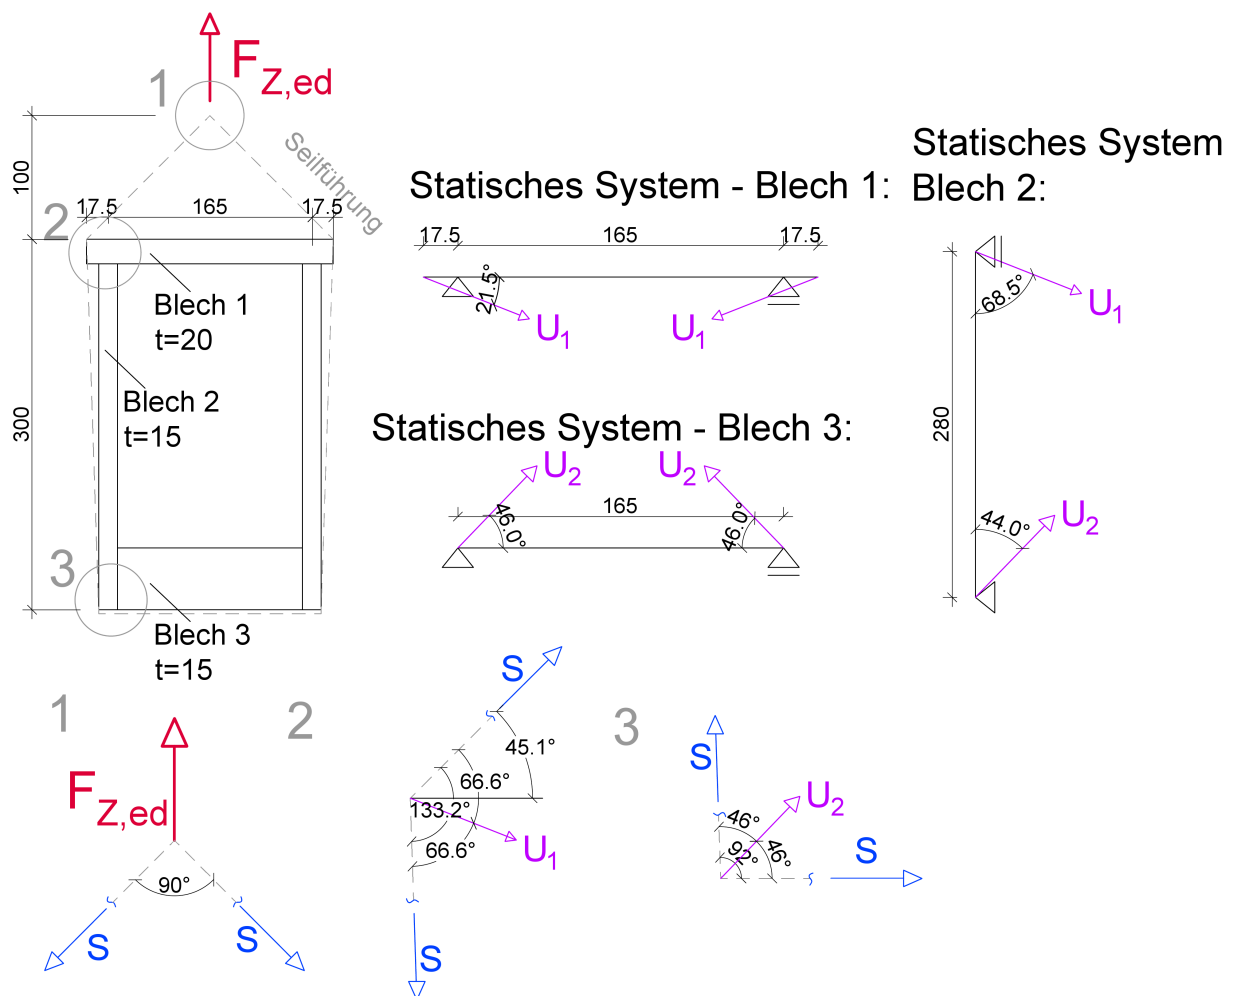 1
F Z,ed
100
Seilführung
17.5 165 17.5
2
Blech 1
t=20
Blech 2
t=15
300
3
Blech 3
t=15
Statisches System - Blech 1:
17.5 165 17.5
21.5°
U1 U1
Statisches System
Blech 2:
68.5°
U1
280
44.0°
U2
Statisches System - Blech 3:
U2 U2
165
46.0° 46.0°
1
F Z,ed
90°
S S
2
S
45.1°
66.6°
133.2°
66.6°
U1
S
3
S
U2
46°
92° 46°
S